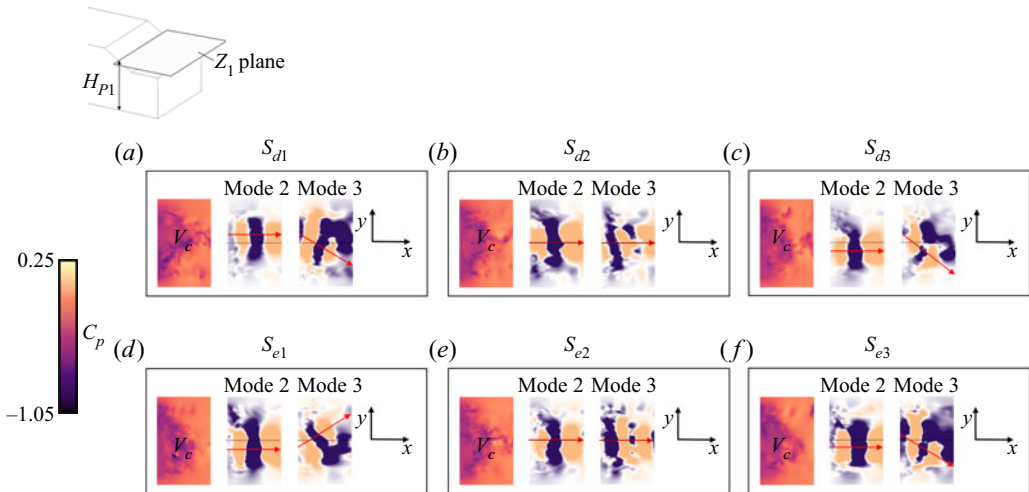 Z1 plane
HP1
(a) Sd1 (b) Sd2 (c) Sd3
Mode 2 Mode 3 Mode 2 Mode 3 Mode 2 Mode 3
Vc y x Vc y x Vc y x
0.25
Cp
−1.05
(d) Se1 (e) Se2 (f) Se3
Mode 2 Mode 3 Mode 2 Mode 3 Mode 2 Mode 3
Vc y x Vc y x Vc y x